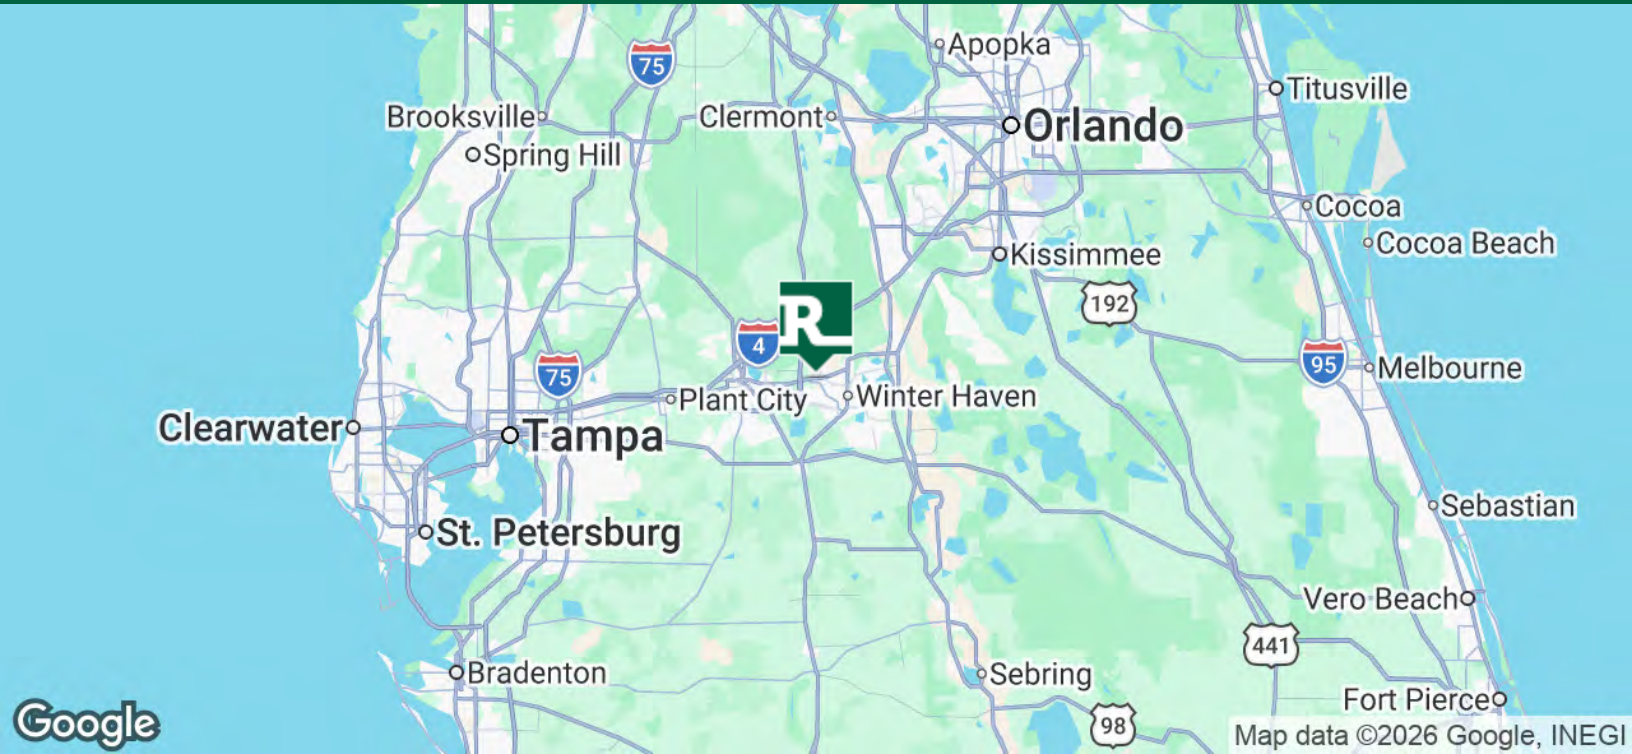 Apopka
75
Titusville
Brooksville
Clermont
Orlando
Spring Hill
Cocoa
Cocoa Beach
Kissimmee
192
R
4
95
75
Melbourne
Plant City
Winter Haven
Clearwater
Tampa
Sebastian
St. Petersburg
Vero Beach
441
Bradenton
Sebring
Fort Pierce
Google
98
Map data ©2026 Google, INEGI